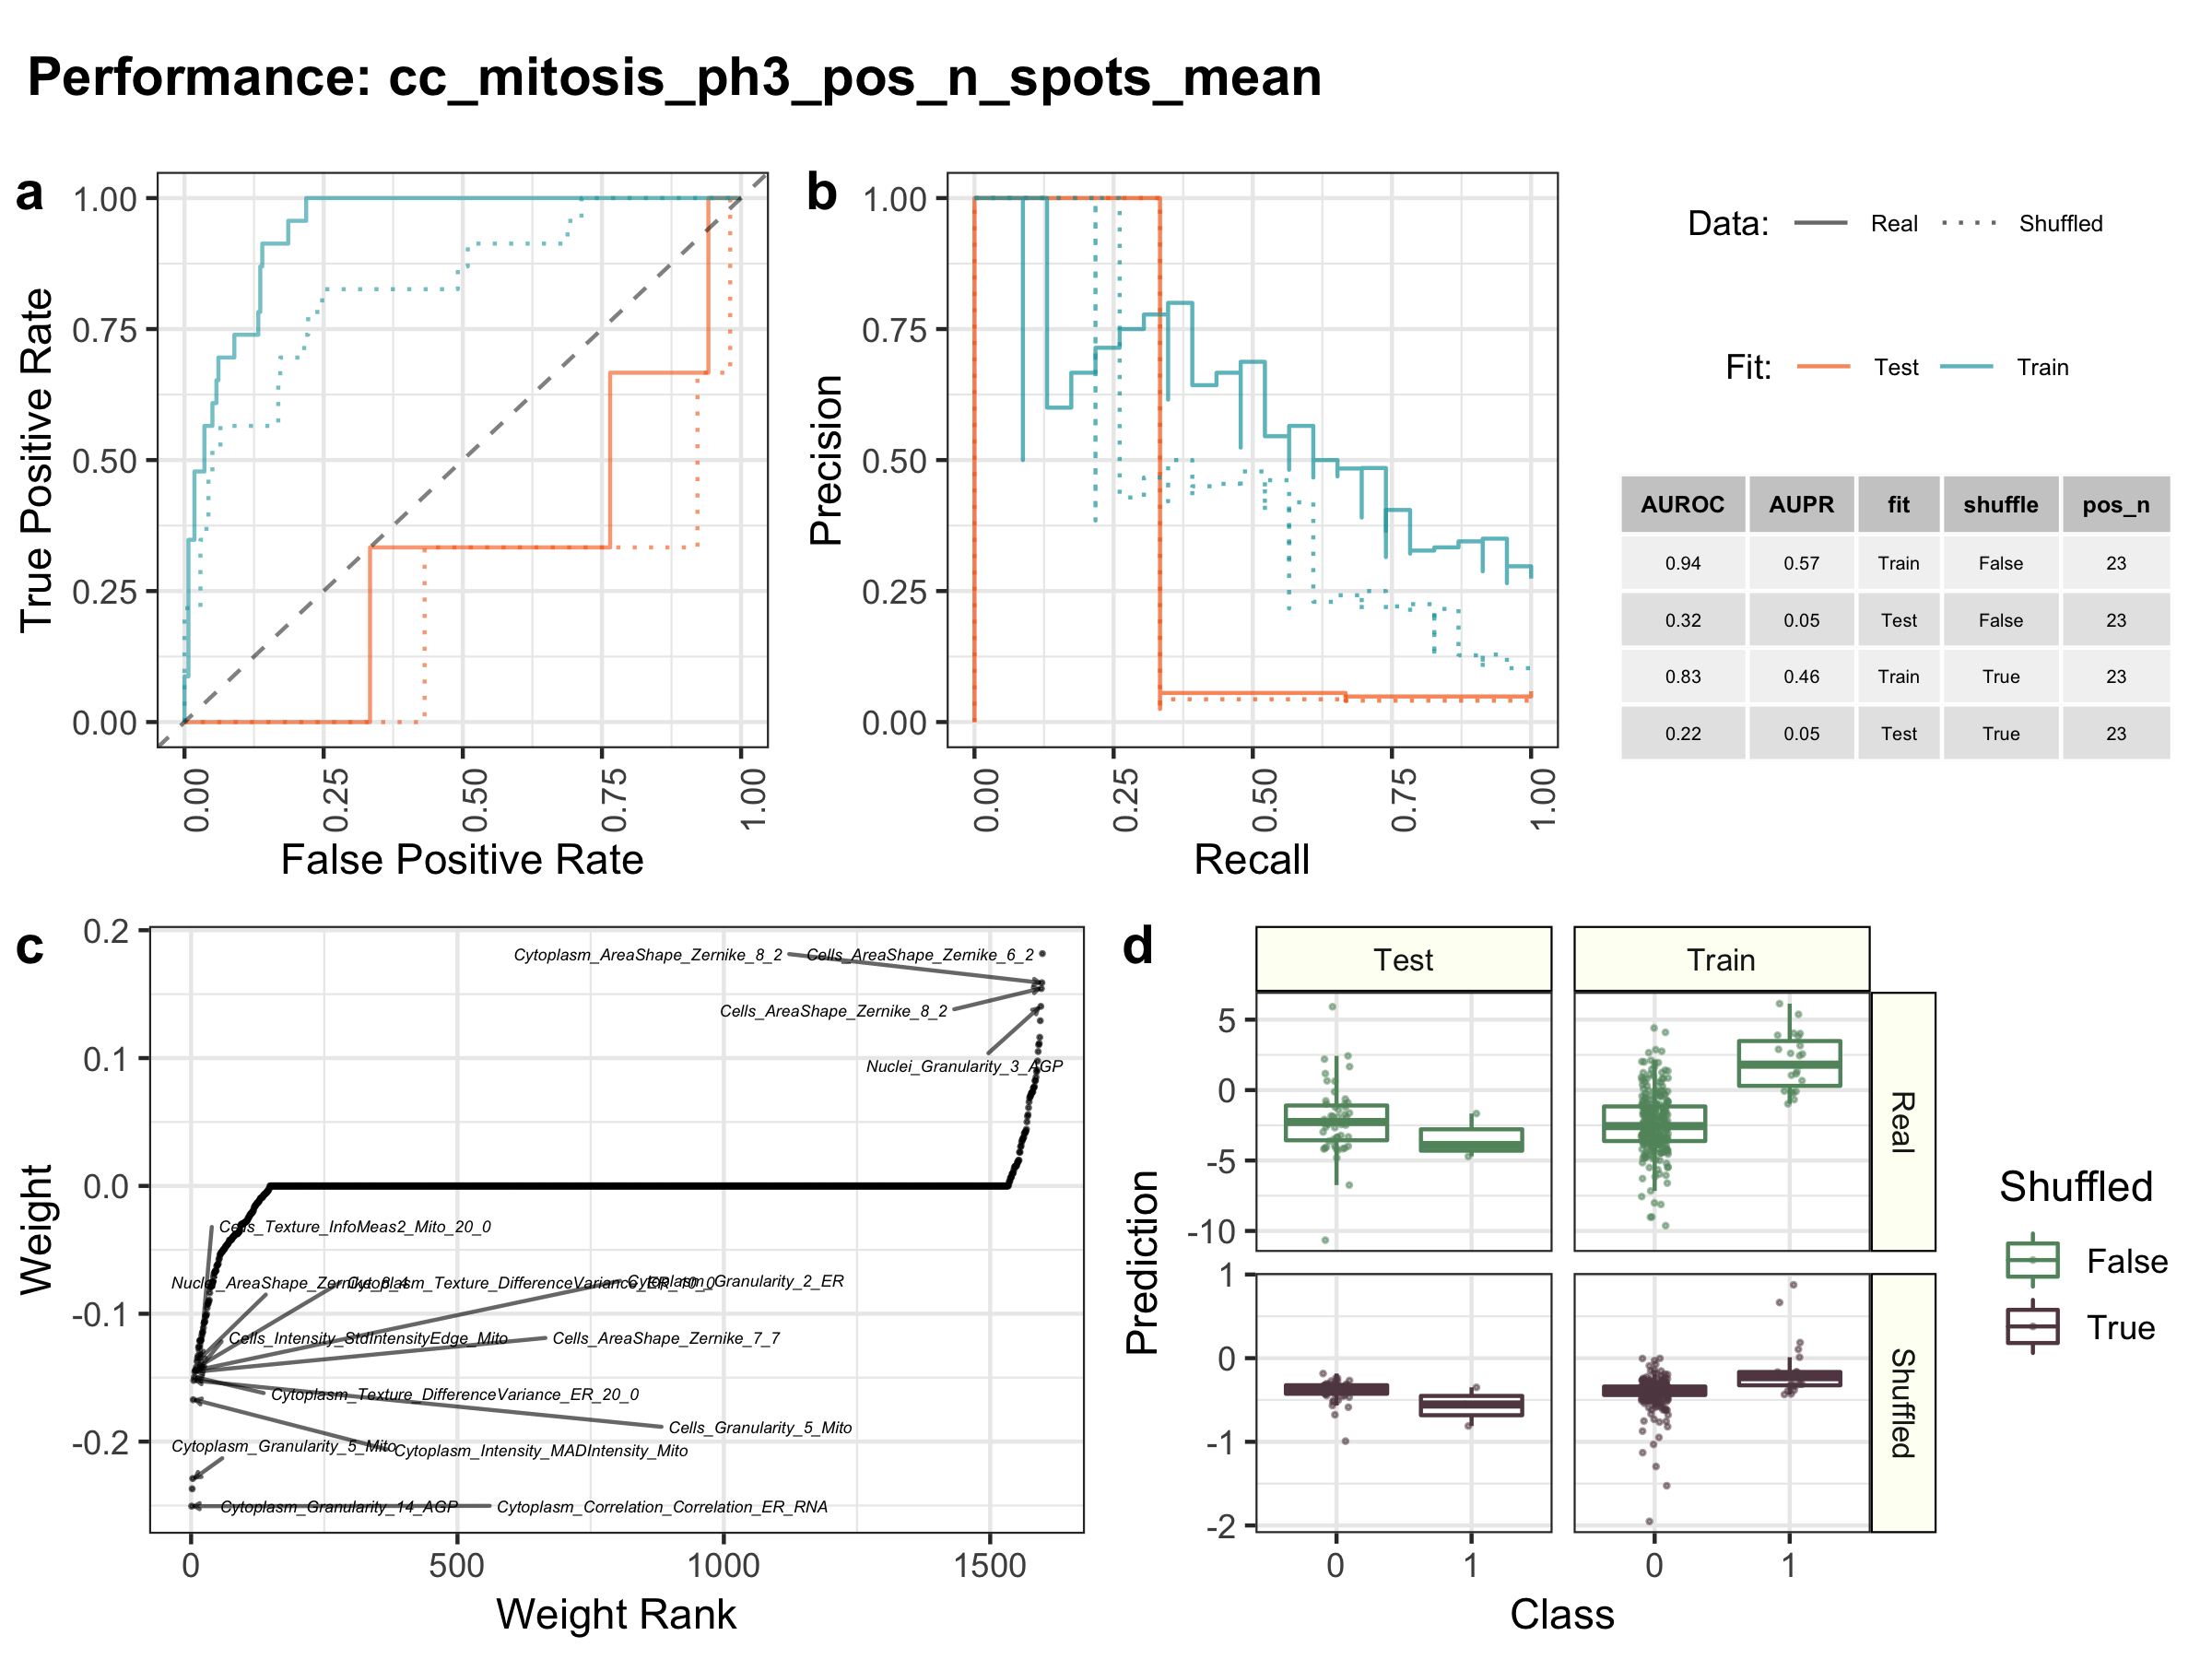 Performance: cc_mitosis_ph3_pos_n_spots_mean
a
True Positive Rate
1.00
0.75
0.50
0.25
0.00
0.00
0.25
0.50
0.75
1.00
False Positive Rate
b
Precision
1.00
0.75
0.50
0.25
0.00
0.00
0.25
0.50
0.75
1.00
Recall
Data: Real Shuffled
Fit: Test Train
AUROC AUPR fit shuffle pos_n
0.94 0.57 Train False 23
0.32 0.05 Test False 23
0.83 0.46 Train True 23
0.22 0.05 Test True 23
c
Weight
0.2
0.1
0.0
-0.1
-0.2
Cytoplasm_AreaShape_Zernike_8_2
Cells_AreaShape_Zernike_6_2
Cells_AreaShape_Zernike_8_2
Nuclei_Granularity_3_AGP
Cells_Texture_InfoMeas2_Mito_20_0
Nuclei_AreaShape_Zernike_8_4
Cytoplasm_Texture_DifferenceVariance_ER_10_0
Cytoplasm_Granularity_2_ER
Cells_Intensity_StdIntensityEdge_Mito
Cells_AreaShape_Zernike_7_7
Cytoplasm_Texture_DifferenceVariance_ER_20_0
Cells_Granularity_5_Mito
Cytoplasm_Granularity_5_Mito
Cytoplasm_Intensity_MADIntensity_Mito
Cytoplasm_Granularity_14_AGP
Cytoplasm_Correlation_Correlation_ER_RNA
0
500
1000
1500
Weight Rank
d
Prediction
Test
Train
Real
Shuffled
5
0
-5
-10
1
0
-1
-2
0
1
0
1
Class
Shuffled
False
True